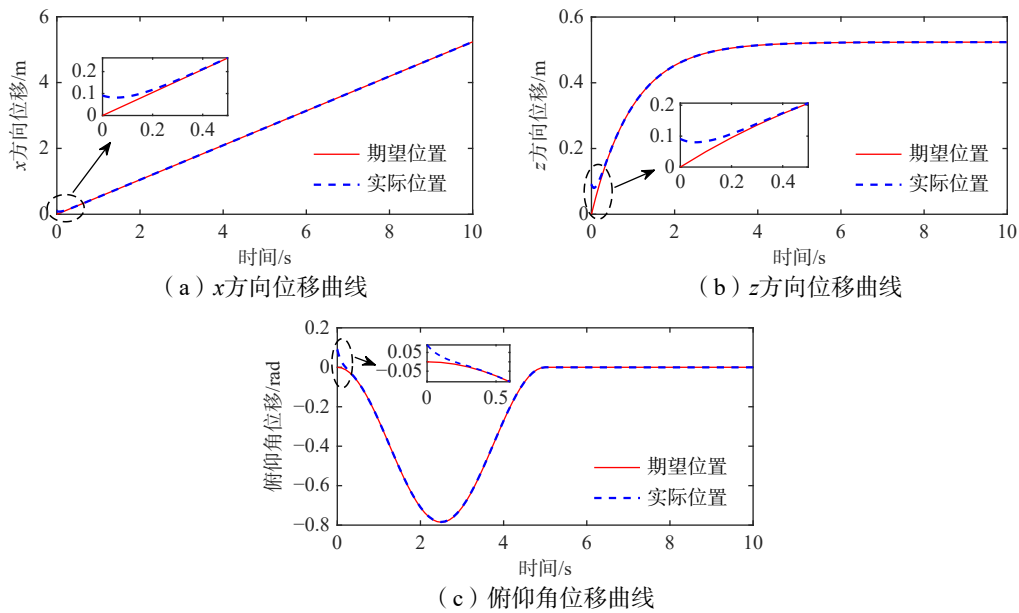 6
4
2
0
x方向位移/m
0.2
0.1
0
0 0.2 0.4
期望位置
实际位置
0 2 4 6 8 10
时间/s
（a）x方向位移曲线
0.6
0.4
0.2
0
z方向位移/m
0.2
0.1
0
0 0.2 0.4
期望位置
实际位置
0 2 4 6 8 10
时间/s
（b）z方向位移曲线
0.2
0
−0.2
−0.4
−0.6
−0.8
俯仰角位移/rad
0.05
−0.05
0 0.5
期望位置
实际位置
0 2 4 6 8 10
时间/s
（c）俯仰角位移曲线